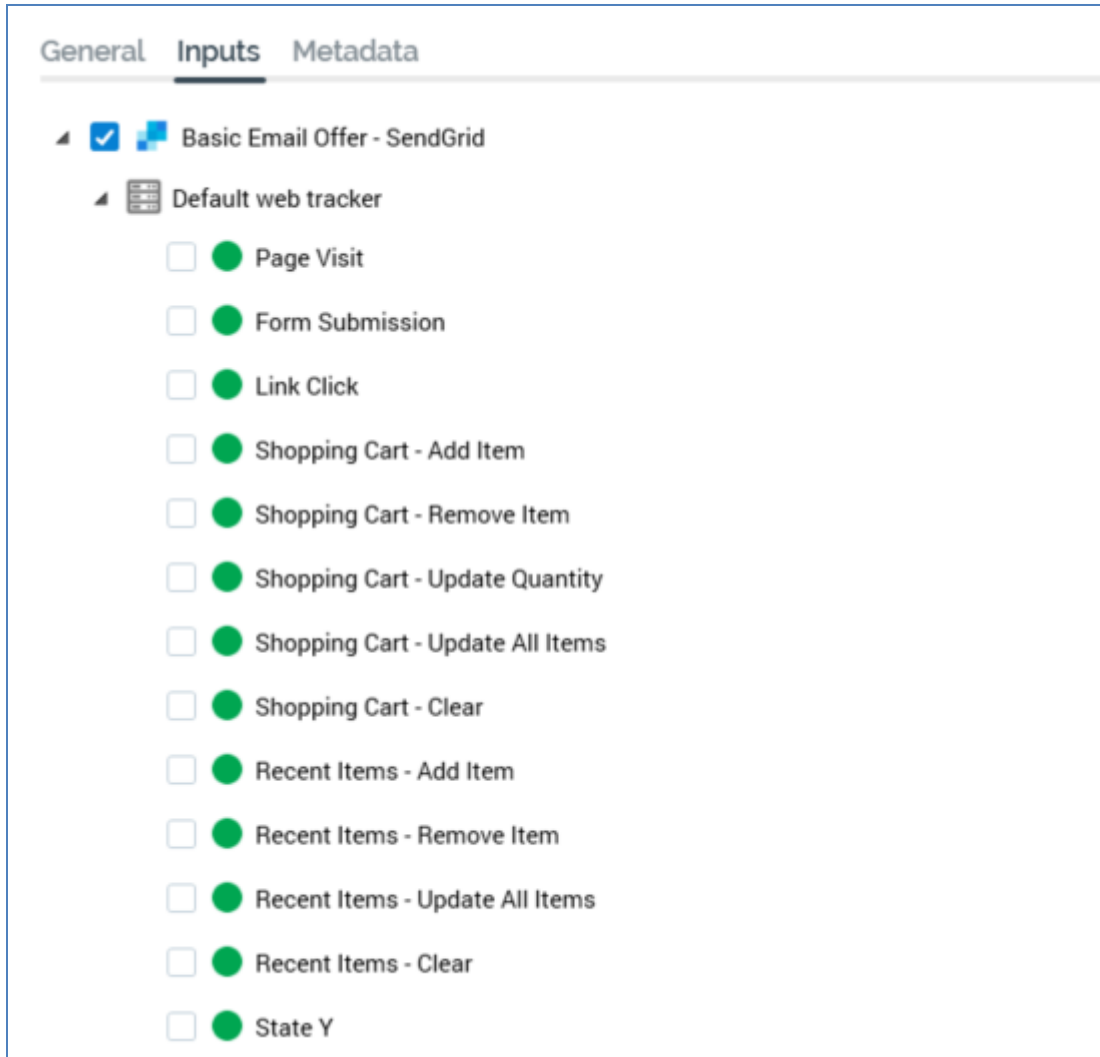 General Inputs Metadata
Basic Email Offer - SendGrid
Default web tracker
Page Visit
Form Submission
Link Click
Shopping Cart - Add Item
Shopping Cart - Remove Item
Shopping Cart - Update Quantity
Shopping Cart - Update All Items
Shopping Cart - Clear
Recent Items - Add Item
Recent Items - Remove Item
Recent Items - Update All Items
Recent Items - Clear
State Y